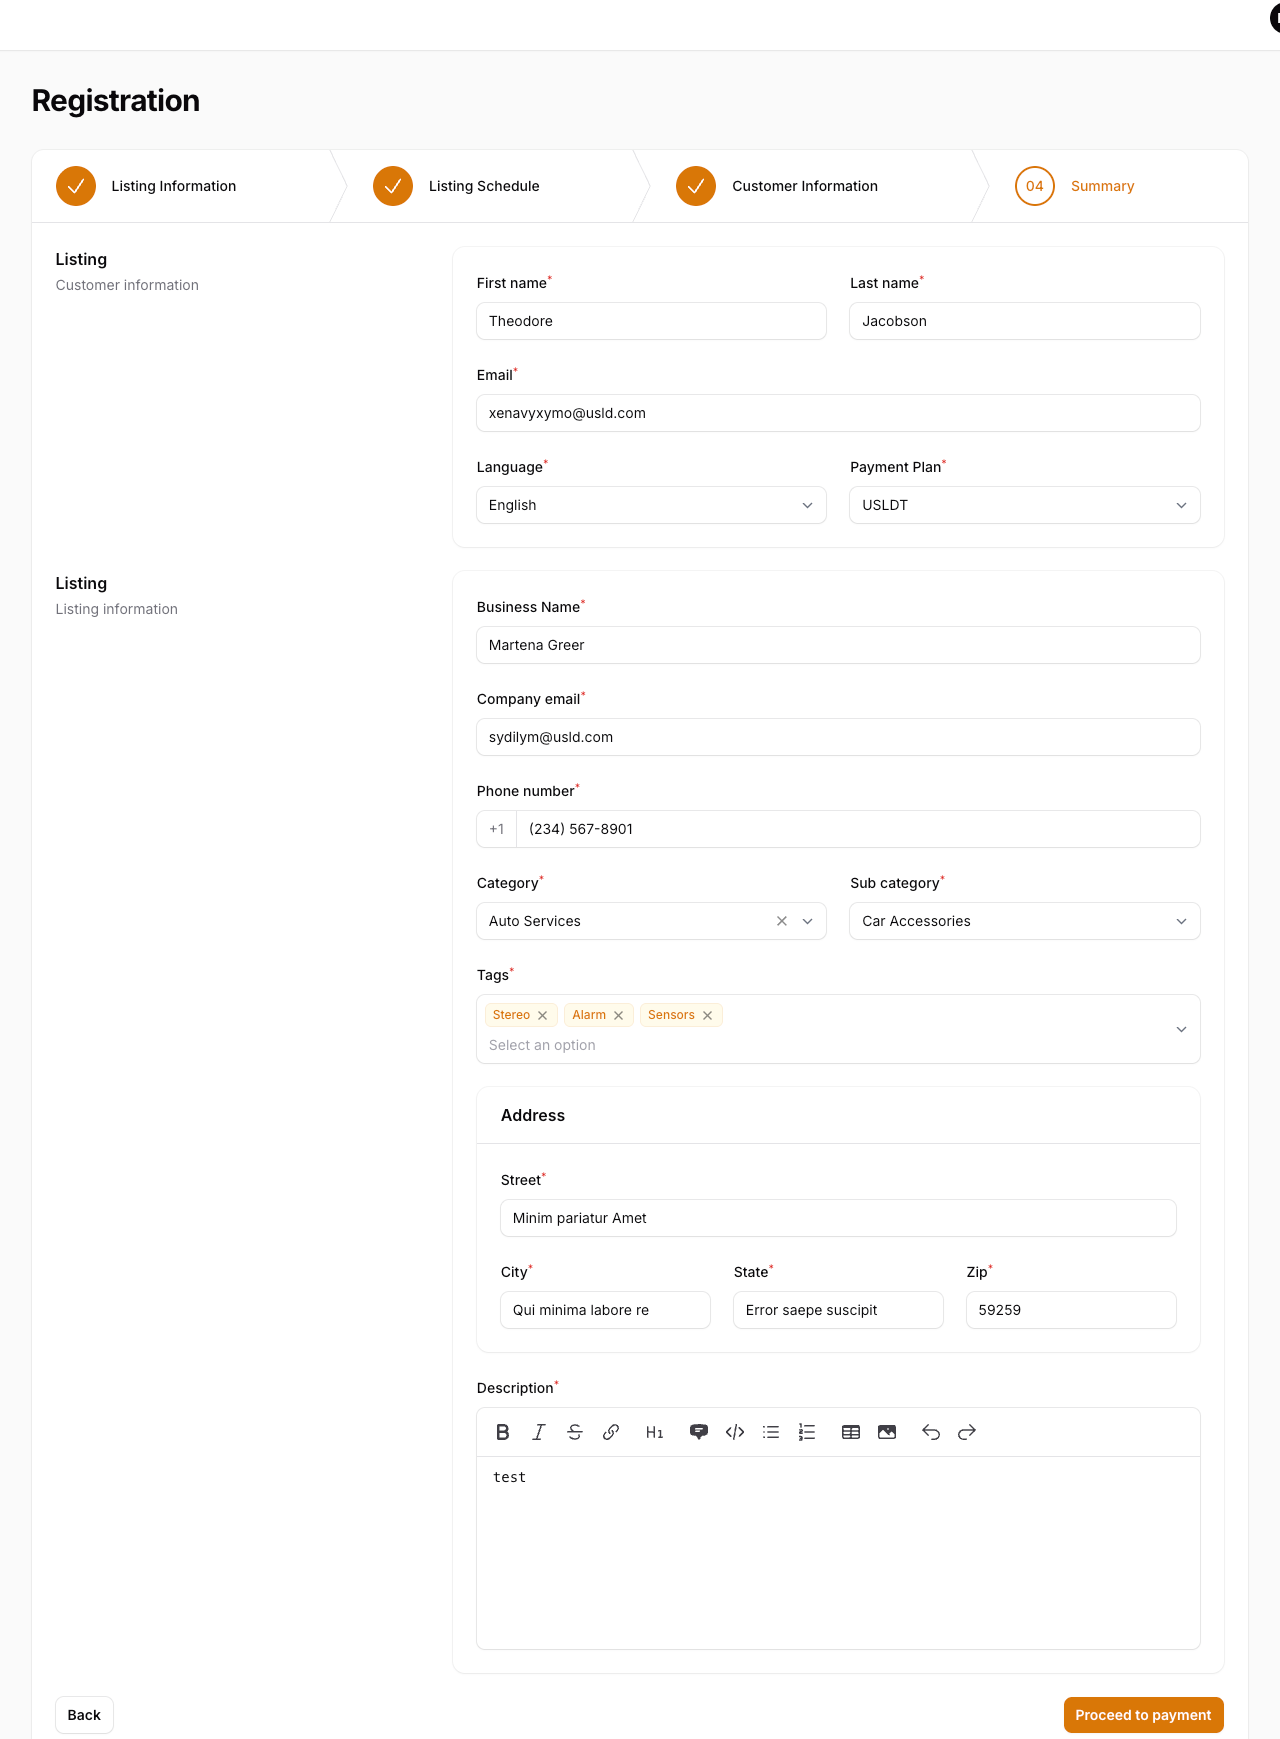 Registration
Listing Information
Listing Schedule
Customer Information
04 Summary
Listing
Customer information
First name* Last name*
Theodore Jacobson
Email*
xenavyxymo@usld.com
Language* Payment Plan*
English USLDT
Listing
Listing information
Business Name*
Martena Greer
Company email*
sydilym@usld.com
Phone number*
+1 (234) 567-8901
Category* Sub category*
Auto Services Car Accessories
Tags*
Stereo Alarm Sensors
Select an option
Address
Street*
Minim pariatur Amet
City* State* Zip*
Qui minima labore re Error saepe suscipit 59259
Description*
B I S H1
test
Back Proceed to payment